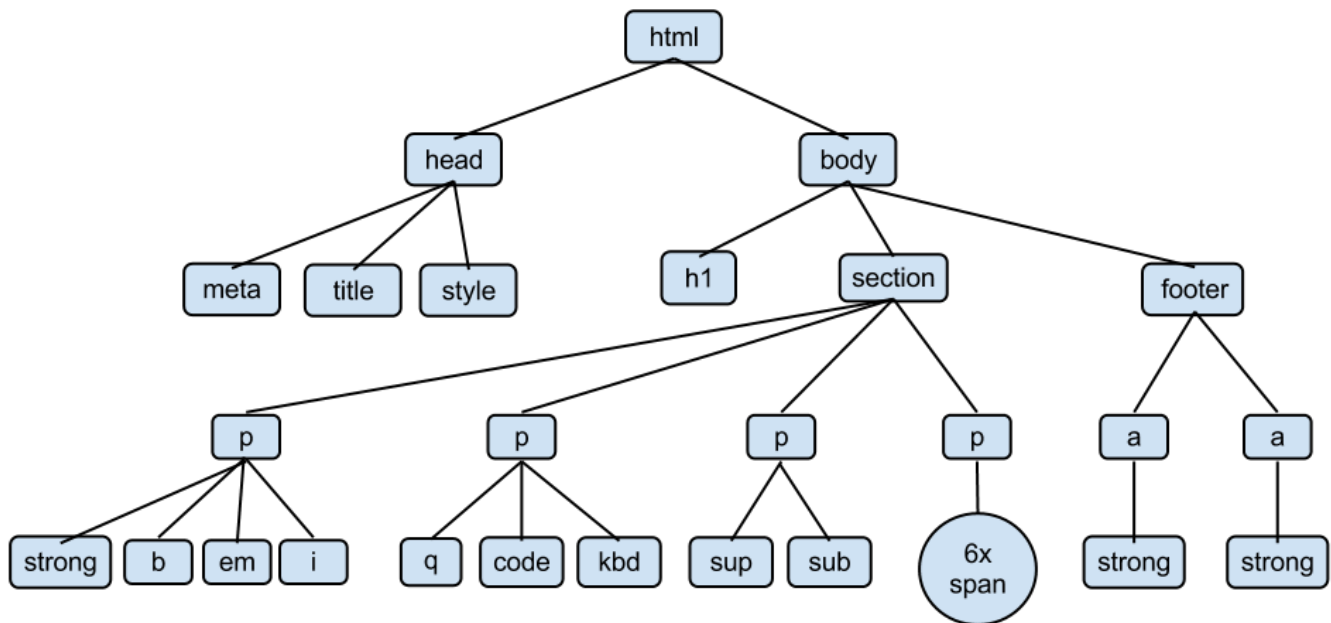 html
head
body
meta
title
style
h1
section
footer
p
p
p
p
a
a
strong
b
em
i
q
code
kbd
sup
sub
6x
span
strong
strong